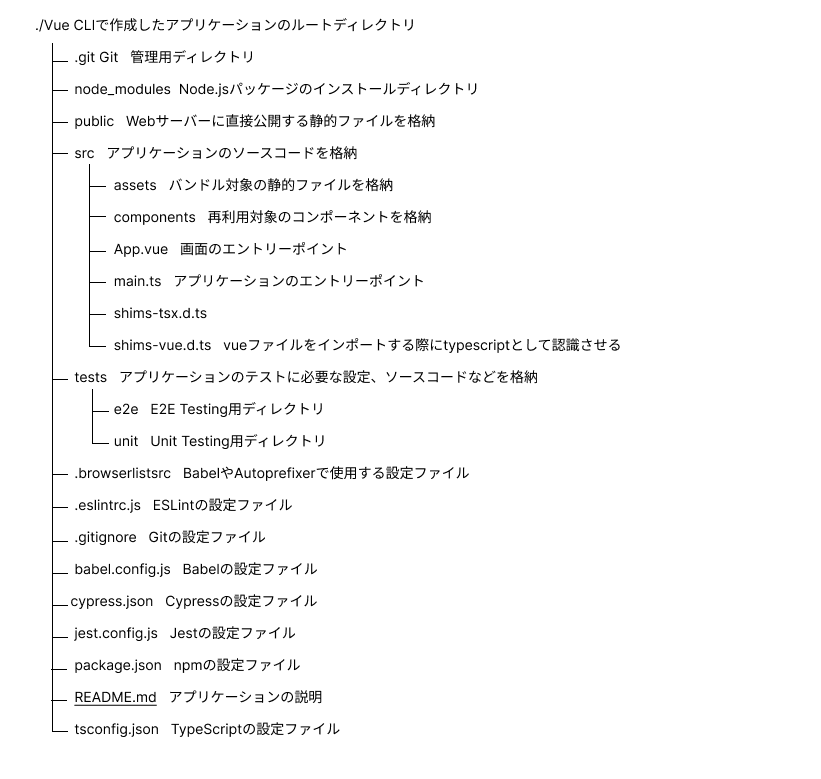 ./Vue CLIで作成したアプリケーションのルートディレクトリ
.git Git 管理用ディレクトリ
node_modules Node.jsパッケージのインストールディレクトリ
public Webサーバーに直接公開する静的ファイルを格納
src アプリケーションのソースコードを格納
assets バンドル対象の静的ファイルを格納
components 再利用対象のコンポーネントを格納
App.vue 画面のエントリーポイント
main.ts アプリケーションのエントリーポイント
shims-tsx.d.ts
shims-vue.d.ts vueファイルをインポートする際にtypescriptとして認識させる
tests アプリケーションのテストに必要な設定、ソースコードなどを格納
e2e E2E Testing用ディレクトリ
unit Unit Testing用ディレクトリ
.browserlistsrc BabelやAutoprefixerで使用する設定ファイル
.eslintrc.js ESLintの設定ファイル
.gitignore Gitの設定ファイル
babel.config.js Babelの設定ファイル
cypress.json Cypressの設定ファイル
jest.config.js Jestの設定ファイル
package.json npmの設定ファイル
README.md アプリケーションの説明
tsconfig.json TypeScriptの設定ファイル